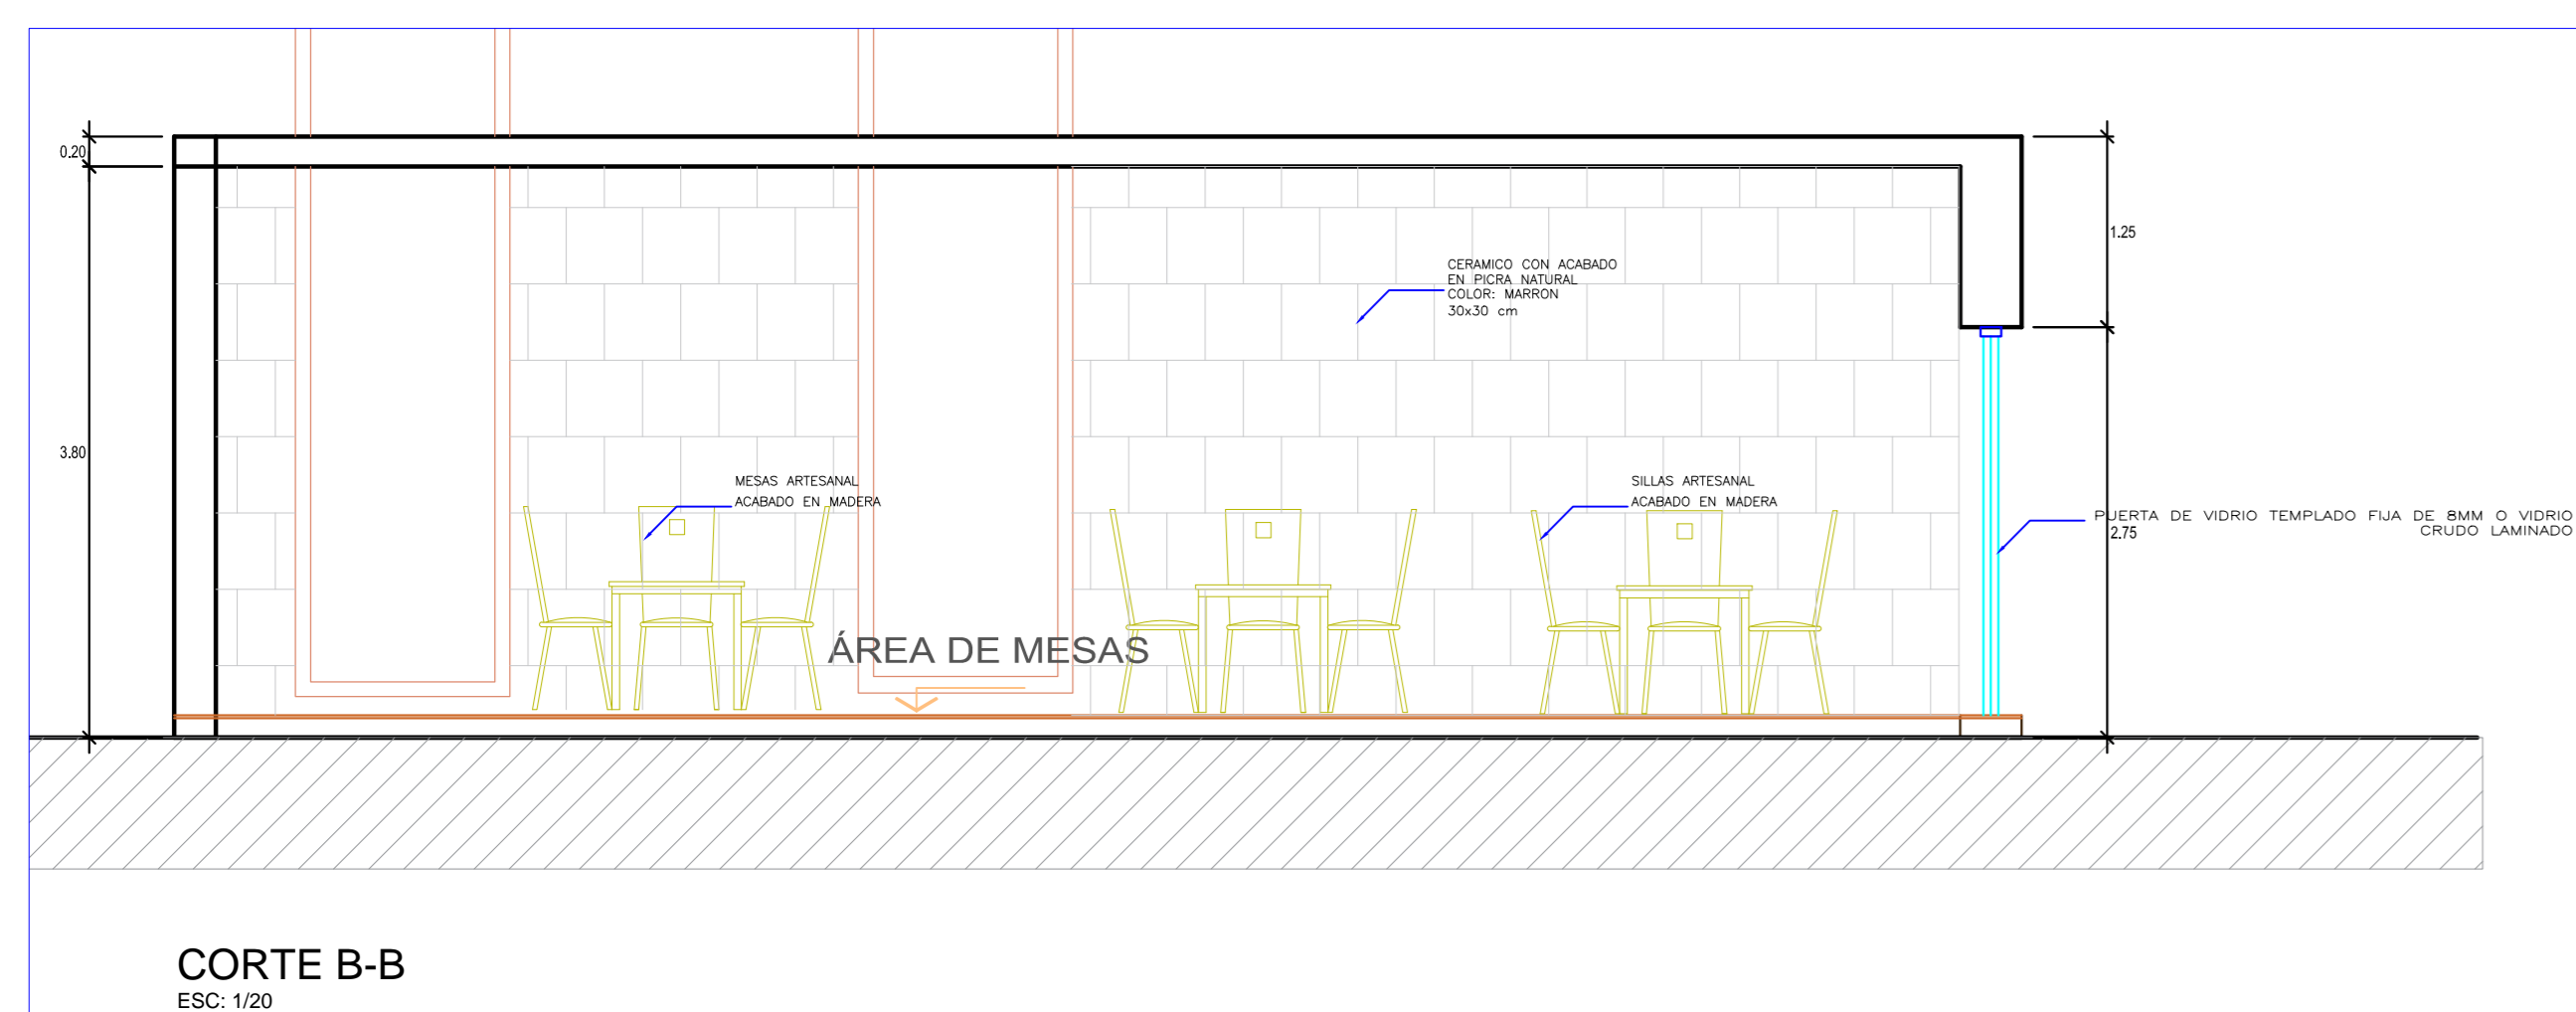 0.20
1.25
CERAMICO CON ACABADO
EN PICRA NATURAL
COLOR: MARRON
30x30 cm
3.80
MESAS ARTESANAL
ACABADO EN MADERA
SILLAS ARTESANAL
ACABADO EN MADERA
PUERTA DE VIDRIO TEMPLADO FIJA DE 8MM O VIDRIO
CRUDO LAMINADO
2.75
ÁREA DE MESAS
CORTE B-B
ESC: 1/20